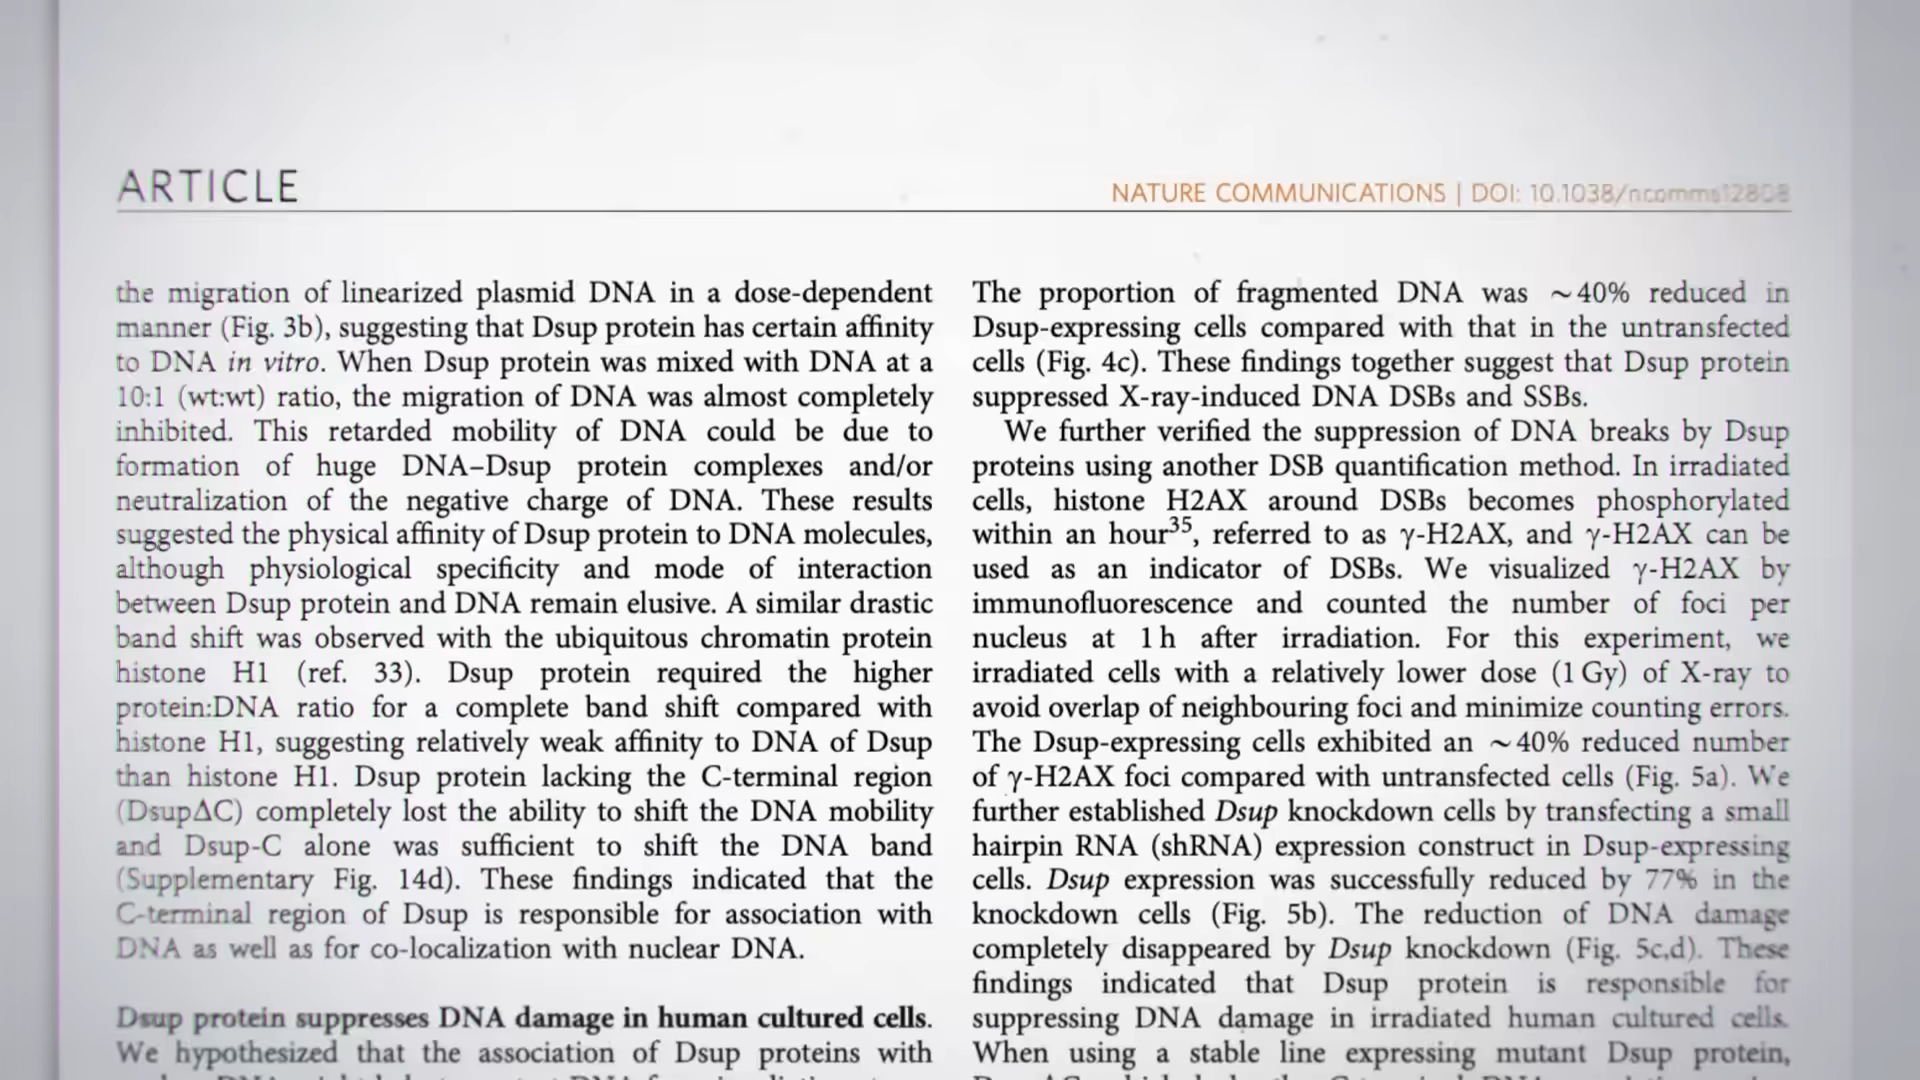 ARTICLE
NATURE COMMUNICATIONS | DOI: 10.1038/ncomms12808
the migration of linearized plasmid DNA in a dose-dependent
manner (Fig. 3b), suggesting that Dsup protein has certain affinity
to DNA in vitro. When Dsup protein was mixed with DNA at a
10:1 (wt:wt) ratio, the migration of DNA was almost completely
inhibited. This retarded mobility of DNA could be due to
formation of huge DNA–Dsup protein complexes and/or
neutralization of the negative charge of DNA. These results
suggested the physical affinity of Dsup protein to DNA molecules,
although physiological specificity and mode of interaction
between Dsup protein and DNA remain elusive. A similar drastic
band shift was observed with the ubiquitous chromatin protein
histone H1 (ref. 33). Dsup protein required the higher
protein:DNA ratio for a complete band shift compared with
histone H1, suggesting relatively weak affinity to DNA of Dsup
than histone H1. Dsup protein lacking the C-terminal region
(DsupΔC) completely lost the ability to shift the DNA mobility
and Dsup-C alone was sufficient to shift the DNA band
(Supplementary Fig. 14d). These findings indicated that the
C-terminal region of Dsup is responsible for association with
DNA as well as for co-localization with nuclear DNA.
Dsup protein suppresses DNA damage in human cultured cells.
We hypothesized that the association of Dsup proteins with
The proportion of fragmented DNA was ~40% reduced in
Dsup-expressing cells compared with that in the untransfected
cells (Fig. 4c). These findings together suggest that Dsup protein
suppressed X-ray-induced DNA DSBs and SSBs.
We further verified the suppression of DNA breaks by Dsup
proteins using another DSB quantification method. In irradiated
cells, histone H2AX around DSBs becomes phosphorylated
within an hour³⁵, referred to as γ-H2AX, and γ-H2AX can be
used as an indicator of DSBs. We visualized γ-H2AX by
immunofluorescence and counted the number of foci per
nucleus at 1 h after irradiation. For this experiment, we
irradiated cells with a relatively lower dose (1 Gy) of X-ray to
avoid overlap of neighbouring foci and minimize counting errors.
The Dsup-expressing cells exhibited an ~40% reduced number
of γ-H2AX foci compared with untransfected cells (Fig. 5a). We
further established Dsup knockdown cells by transfecting a small
hairpin RNA (shRNA) expression construct in Dsup-expressing
cells. Dsup expression was successfully reduced by 77% in the
knockdown cells (Fig. 5b). The reduction of DNA damage
completely disappeared by Dsup knockdown (Fig. 5c,d). These
findings indicated that Dsup protein is responsible for
suppressing DNA damage in irradiated human cultured cells.
When using a stable line expressing mutant Dsup protein,